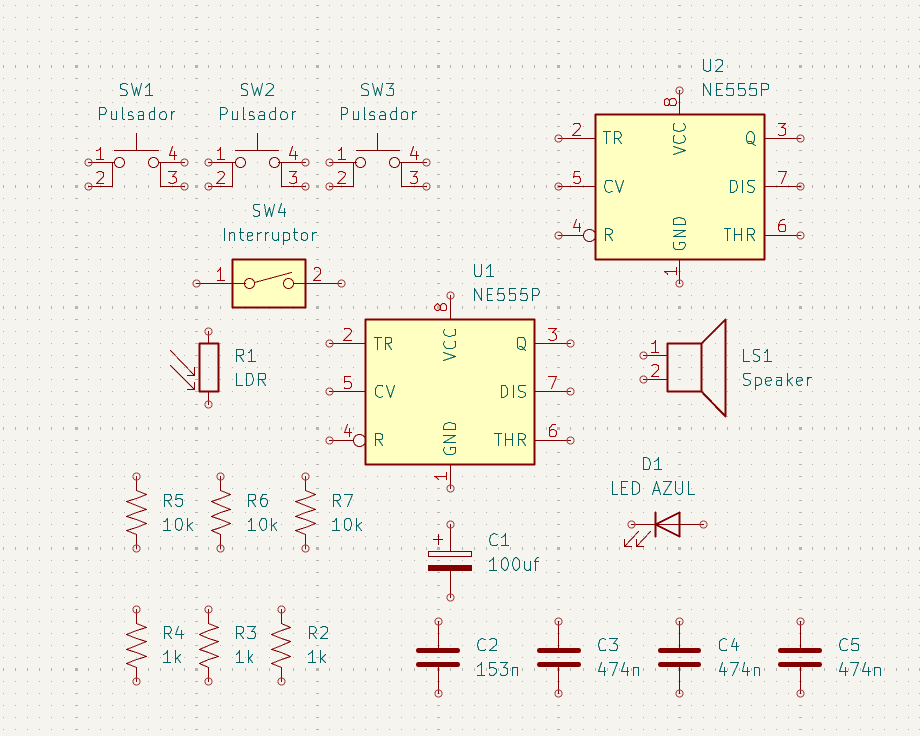 SW1
Pulsador
1 4
2 3
SW2
Pulsador
1 4
2 3
SW3
Pulsador
1 4
2 3
U2
NE555P
8
VCC
2 TR
Q 3
5 CV
DIS 7
4 R
THR 6
GND
1
SW4
Interruptor
1 2
U1
NE555P
8
VCC
2 TR
Q 3
5 CV
DIS 7
4 R
THR 6
GND
1
R1
LDR
1
2
LS1
Speaker
D1
LED AZUL
R5
10k
R6
10k
R7
10k
+
C1
100uf
R4
1k
R3
1k
R2
1k
C2
153n
C3
474n
C4
474n
C5
474n